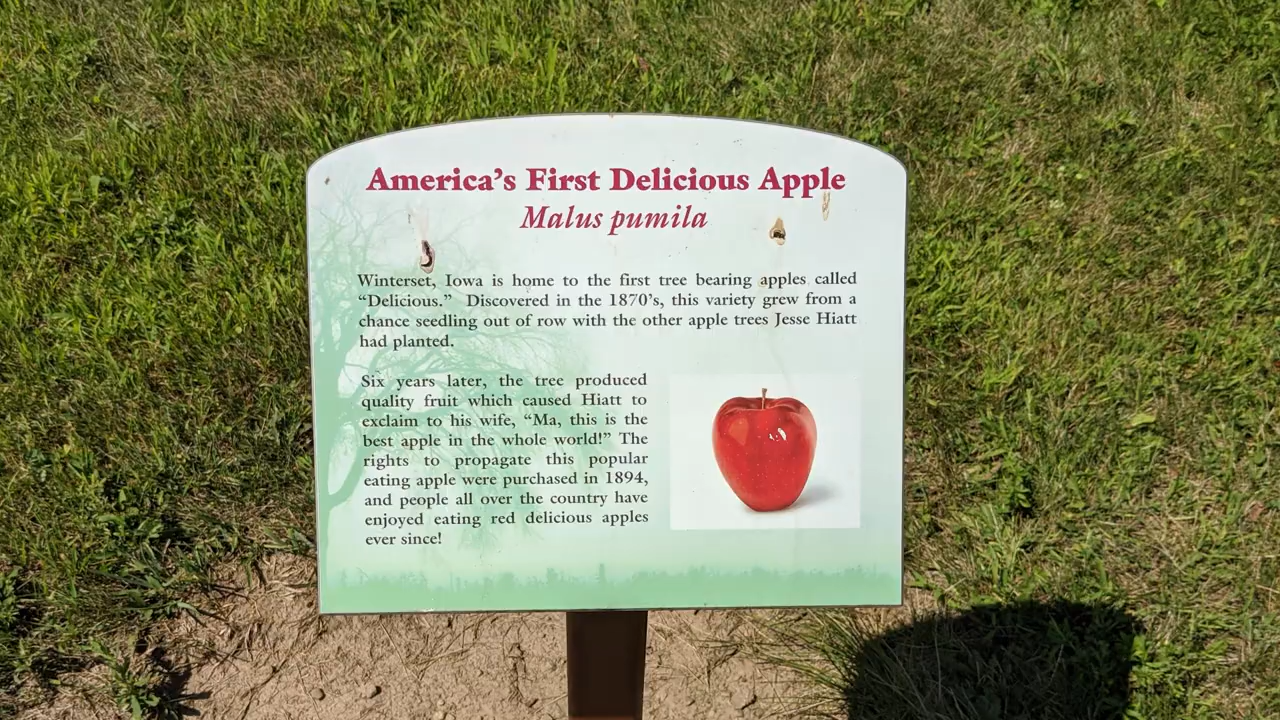 America's First Delicious Apple
Malus pumila
Winterset, Iowa is home to the first tree bearing apples called
“Delicious.” Discovered in the 1870's, this variety grew from a
chance seedling out of row with the other apple trees Jesse Hiatt
had planted.
Six years later, the tree produced
quality fruit which caused Hiatt to
exclaim to his wife, “Ma, this is the
best apple in the whole world!” The
rights to propagate this popular
eating apple were purchased in 1894,
and people all over the country have
enjoyed eating red delicious apples
ever since!